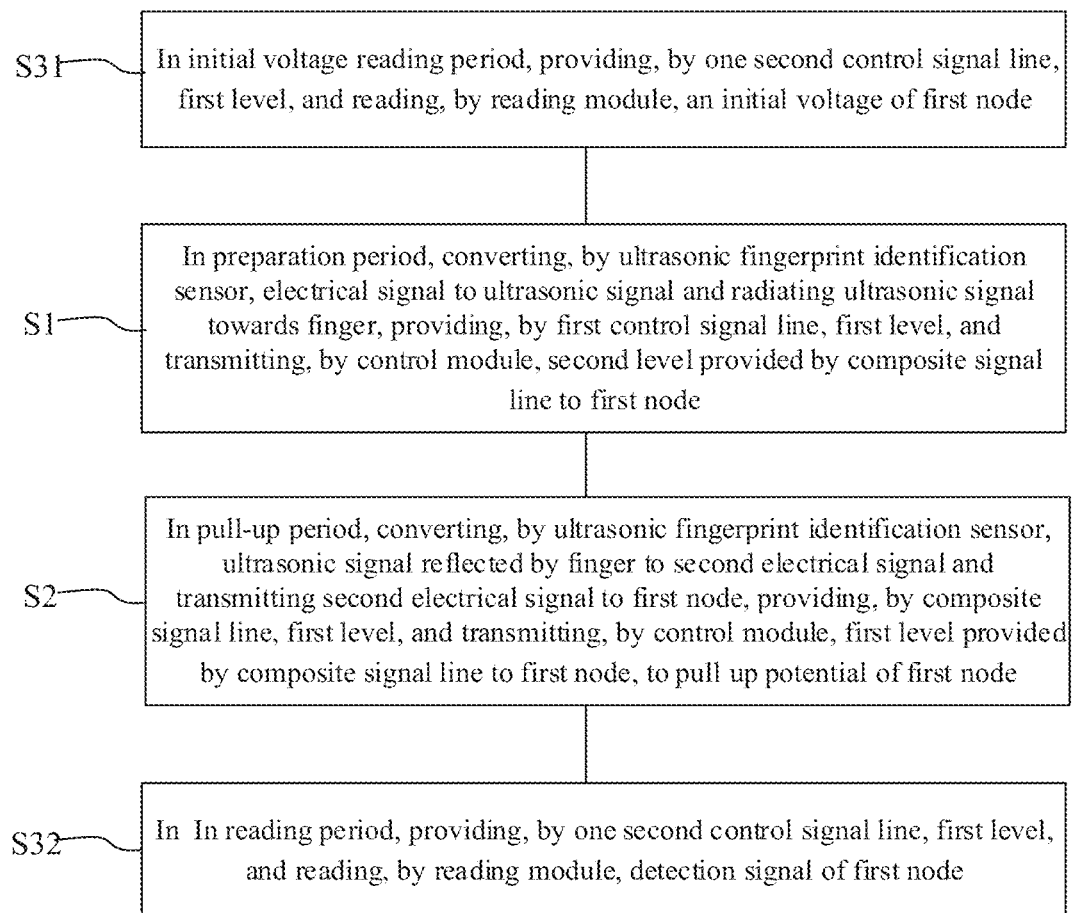 S31
In initial voltage reading period, providing, by one second control signal line,
first level, and reading, by reading module, an initial voltage of first node
S1
In preparation period, converting, by ultrasonic fingerprint identification
sensor, electrical signal to ultrasonic signal and radiating ultrasonic signal
towards finger, providing, by first control signal line, first level, and
transmitting, by control module, second level provided by composite signal
line to first node
S2
In pull-up period, converting, by ultrasonic fingerprint identification sensor,
ultrasonic signal reflected by finger to second electrical signal and
transmitting second electrical signal to first node, providing, by composite
signal line, first level, and transmitting, by control module, first level provided
by composite signal line to first node, to pull up potential of first node
S32
In In reading period, providing, by one second control signal line, first level,
and reading, by reading module, detection signal of first node